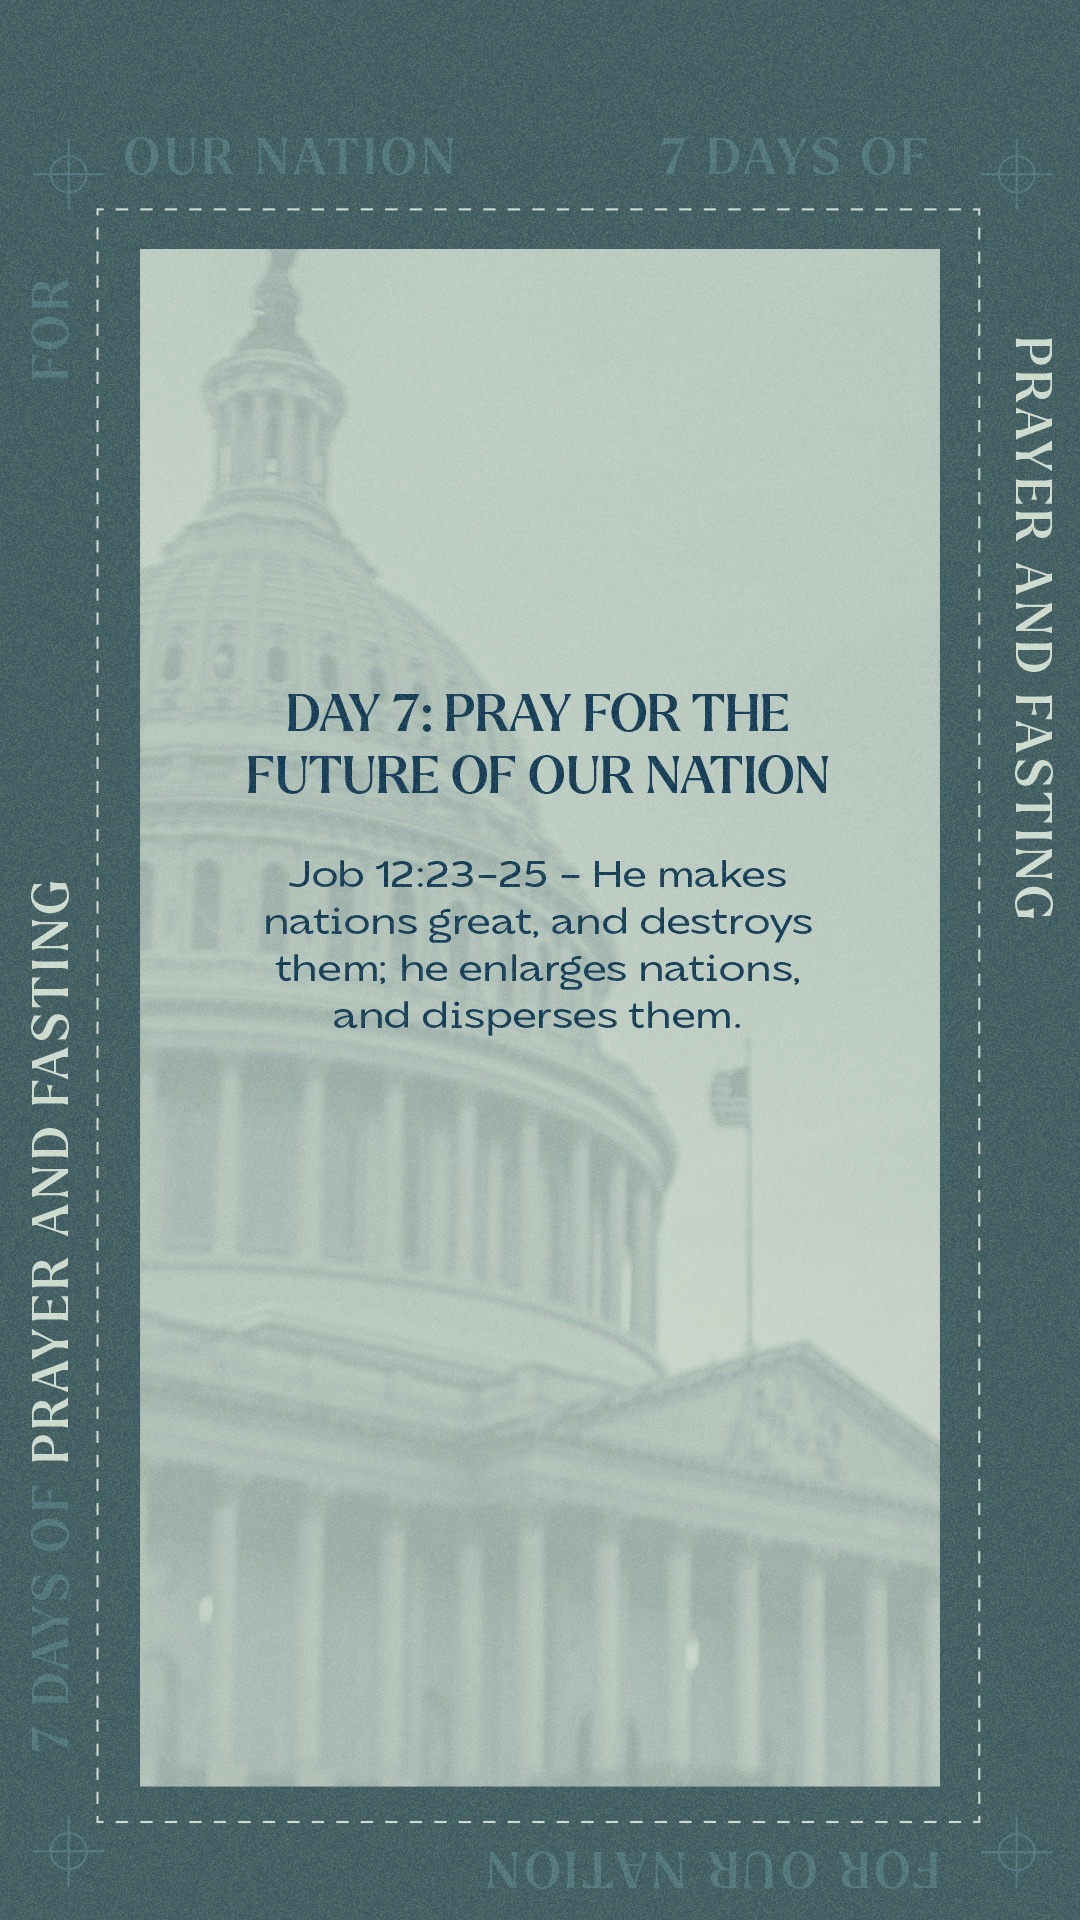 OUR NATION
7 DAYS OF
PRAYER AND FASTING
FOR OUR NATION
7 DAYS OF PRAYER AND FASTING
FOR
DAY 7: PRAY FOR THE
FUTURE OF OUR NATION
Job 12:23–25 – He makes
nations great, and destroys
them; he enlarges nations,
and disperses them.